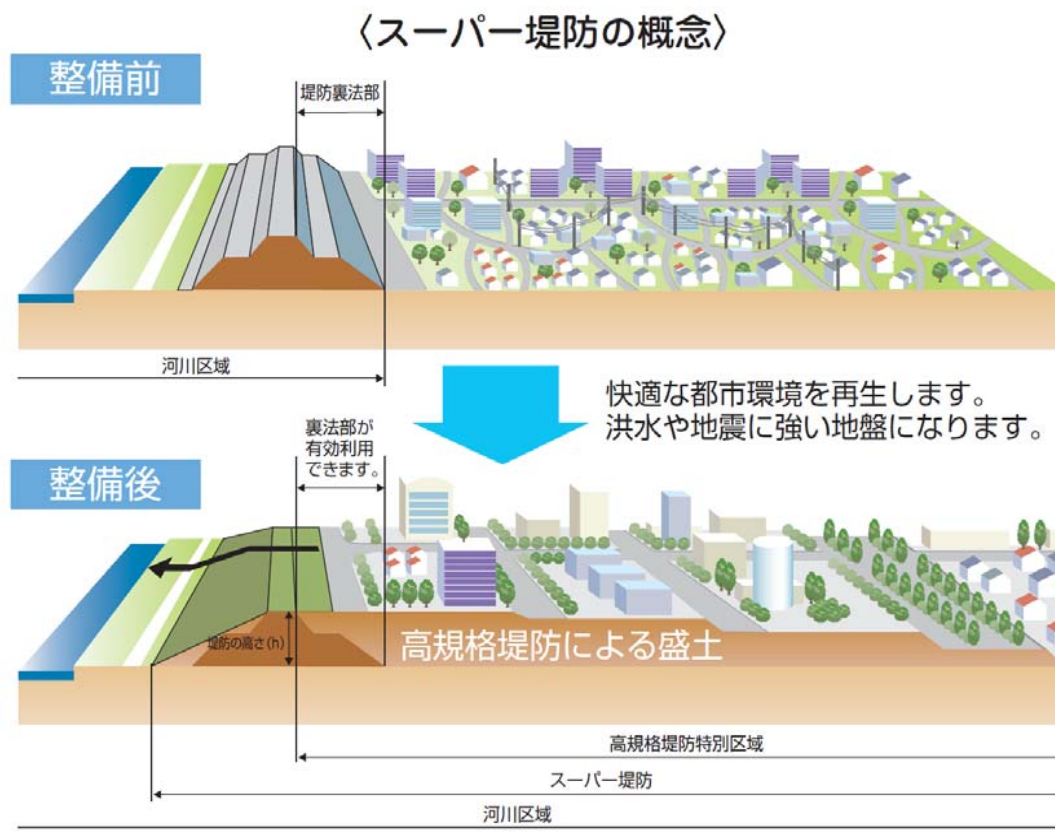 〈スーパー堤防の概念〉
整備前
堤防裏法部
河川区域
快適な都市環境を再生します。
洪水や地震に強い地盤になります。
裏法部が
有効利用
できます。
整備後
堤防の高さ(h)
高規格堤防による盛土
高規格堤防特別区域
スーパー堤防
河川区域